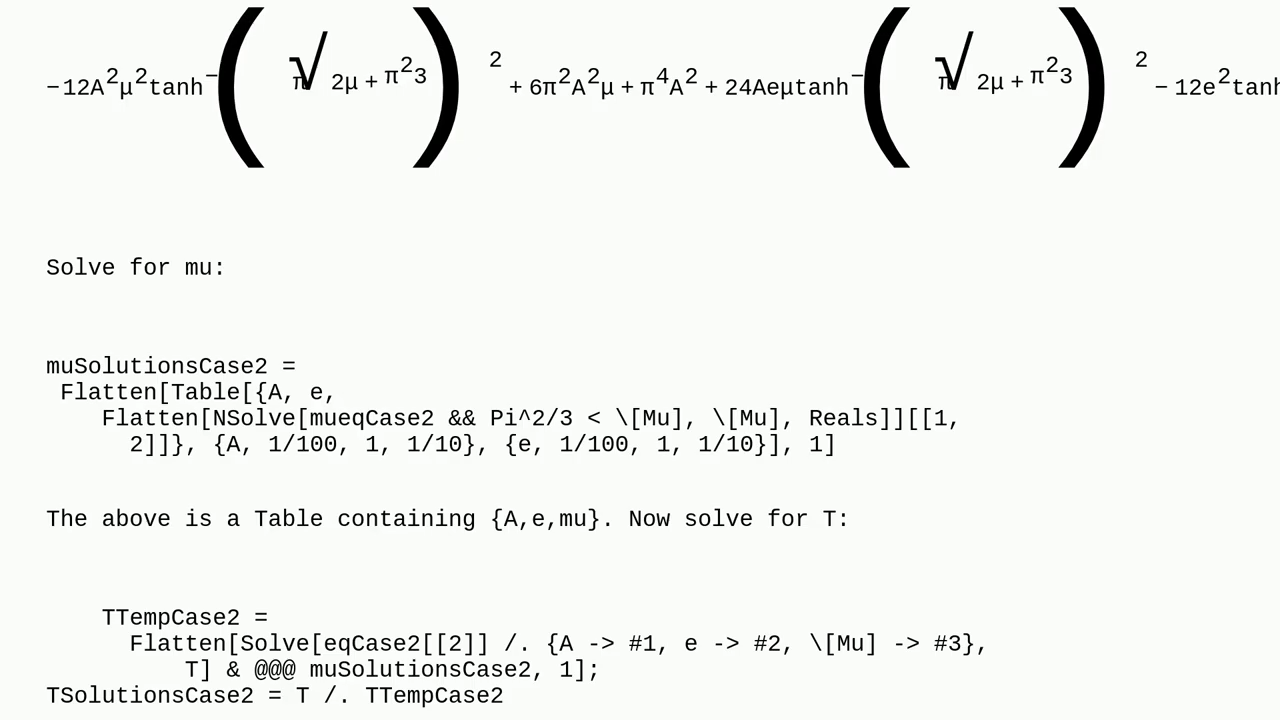 −12A²μ²tanh⁻(π√2μ + π²3)² + 6π²A²μ + π⁴A² + 24Aeμtanh⁻(π√2μ + π²3)² − 12e²tanh
Solve for mu:
muSolutionsCase2 =
Flatten[Table[{A, e,
Flatten[NSolve[mueqCase2 && Pi^2/3 < \[Mu], \[Mu], Reals]][[1,
2]]}, {A, 1/100, 1, 1/10}, {e, 1/100, 1, 1/10}], 1]
The above is a Table containing {A,e,mu}. Now solve for T:
TTempCase2 =
Flatten[Solve[eqCase2[[2]] /. {A -> #1, e -> #2, \[Mu] -> #3},
T] & @@@ muSolutionsCase2, 1];
TSolutionsCase2 = T /. TTempCase2